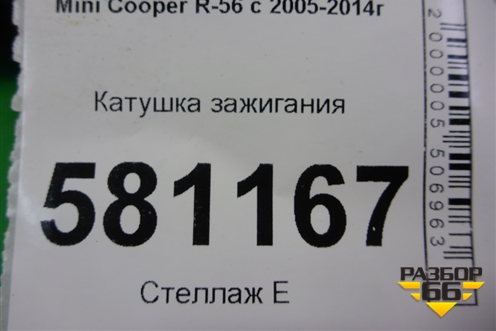 Mini Cooper R-56 с 2005-2014г
Катушка зажигания
581167
Стеллаж Е
2000005506963
РАЗБОР
66